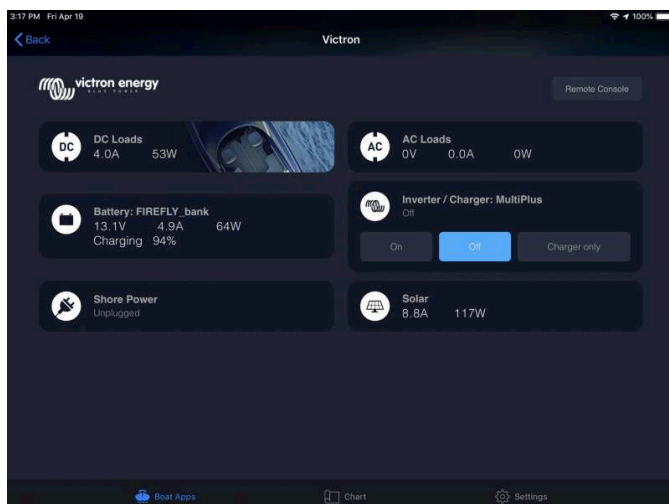 3:17 PM Fri Apr 19 100%
Back Victron
victron energy
BLUE POWER
Remote Console
DC
DC Loads
4.0A 53W
AC
AC Loads
0V 0.0A 0W
Battery: FIREFLY_bank
13.1V 4.9A 64W
Charging 94%
Inverter / Charger: MultiPlus
Off
On Off Charger only
Shore Power
Unplugged
Solar
8.8A 117W
Boat Apps Chart Settings